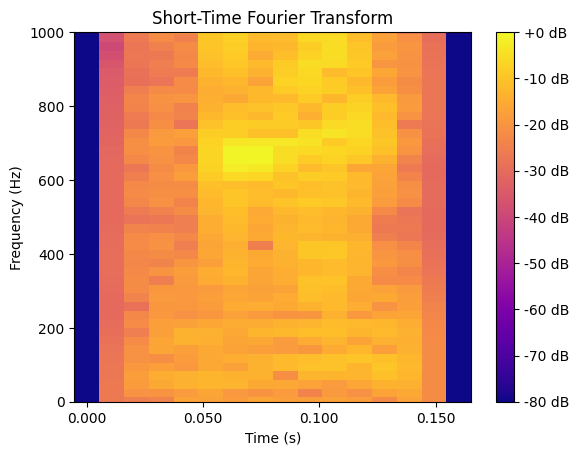 Short-Time Fourier Transform
1000
800
600
400
200
0
Frequency (Hz)
0.000
0.050
0.100
0.150
Time (s)
+0 dB
-10 dB
-20 dB
-30 dB
-40 dB
-50 dB
-60 dB
-70 dB
-80 dB